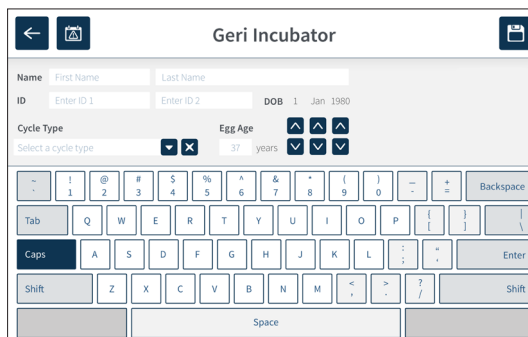 Geri Incubator
Name First Name Last Name
ID Enter ID 1 Enter ID 2 DOB 1 Jan 1980
Cycle Type Egg Age
Select a cycle type 37 years
~ ! @ # $ % ^ & * ( ) _ +
` 1 2 3 4 5 6 7 8 9 0 - = Backspace
Tab Q W E R T Y U I O P { [ } ] | \
Caps A S D F G H J K L : ; “ ‘ Enter
Shift Z X C V B N M < , > . ? / Shift
Space